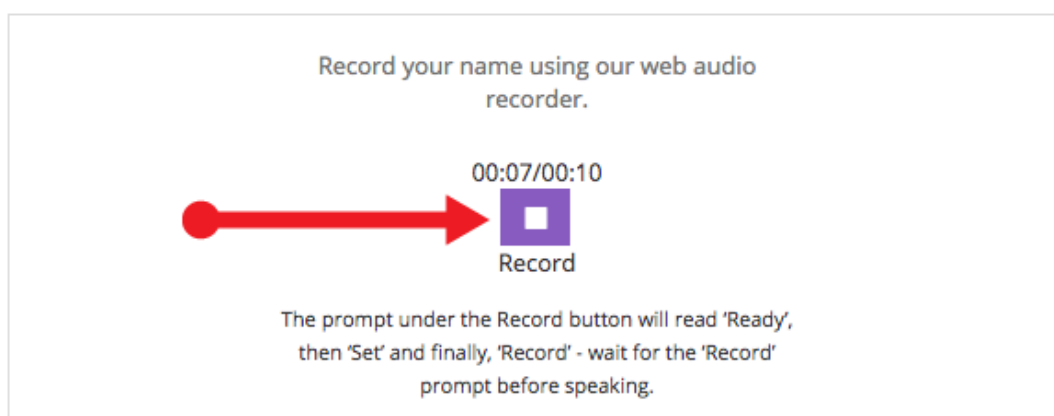 Record your name using our web audio
recorder.
00:07/00:10
Record
The prompt under the Record button will read ‘Ready’,
then ‘Set’ and finally, ‘Record’ - wait for the ‘Record’
prompt before speaking.